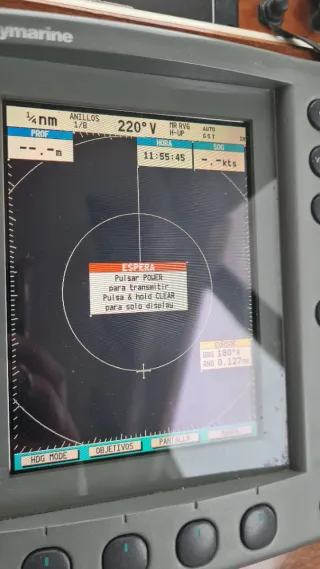 ymarine
¼nm ANILLOS 1/8 220°V MR RVG H-UP AUTO GST
PROF
--.-m
HORA
11:55:45
SOG
-.-kts
ESPERA
Pulsar POWER
para transmitir
Pulsa & hold CLEAR
para solo display
CURSOR
180°
RNG 0.127nm
HDG MODE OBJETIVOS PANTALLA